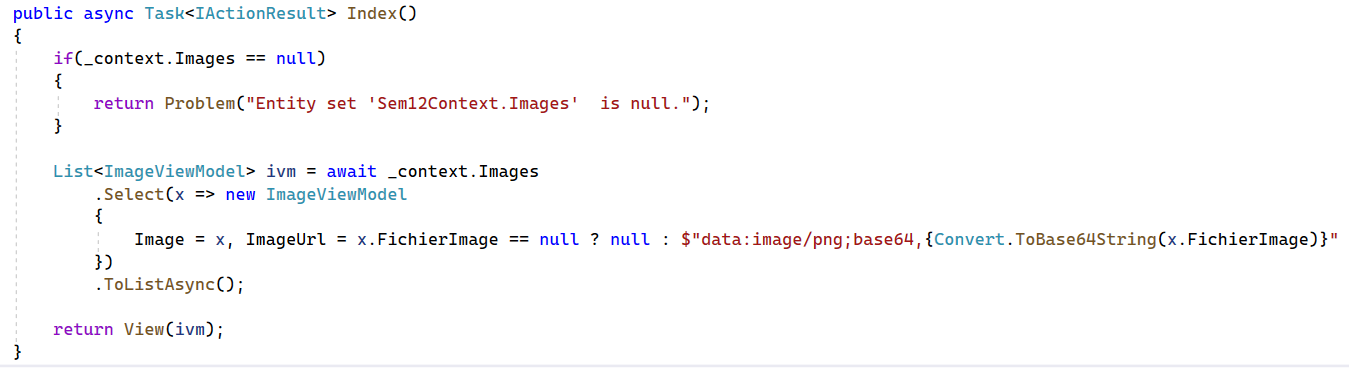 public async Task<IActionResult> Index()
{
    if(_context.Images == null)
    {
        return Problem("Entity set 'Sem12Context.Images'  is null.");
    }

    List<ImageViewModel> ivm = await _context.Images
        .Select(x => new ImageViewModel
        {
            Image = x, ImageUrl = x.FichierImage == null ? null : $"data:image/png;base64,{Convert.ToBase64String(x.FichierImage)}"
        })
        .ToListAsync();

    return View(ivm);
}